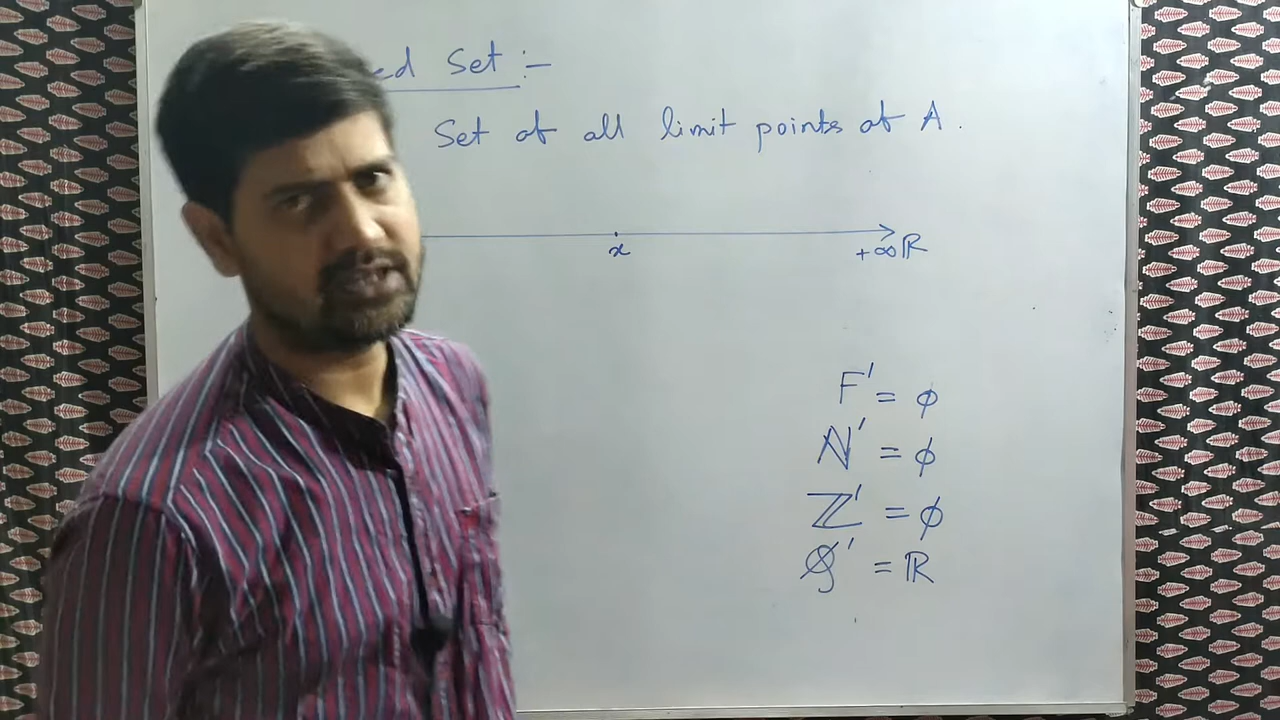 ed Set :-
Set of all limit points of A.
x
+∞ ℝ
F' = φ
ℕ' = φ
ℤ' = φ
ℚ' = ℝ